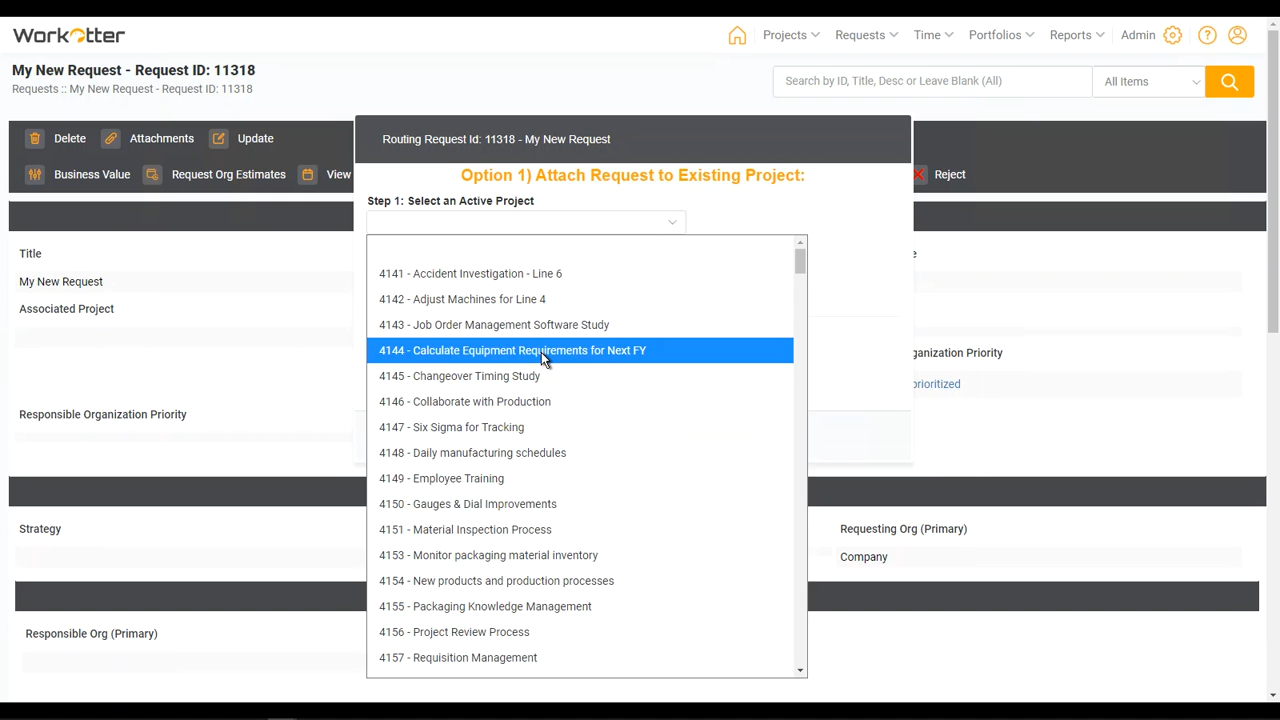 WorkOtter
Projects Requests Time Portfolios Reports Admin
My New Request - Request ID: 11318
Requests :: My New Request - Request ID: 11318
Search by ID, Title, Desc or Leave Blank (All) All Items
Delete Attachments Update
Business Value Request Org Estimates View Reject
Routing Request Id: 11318 - My New Request
Option 1) Attach Request to Existing Project:
Step 1: Select an Active Project
4141 - Accident Investigation - Line 6
4142 - Adjust Machines for Line 4
4143 - Job Order Management Software Study
4144 - Calculate Equipment Requirements for Next FY
4145 - Changeover Timing Study
4146 - Collaborate with Production
4147 - Six Sigma for Tracking
4148 - Daily manufacturing schedules
4149 - Employee Training
4150 - Gauges & Dial Improvements
4151 - Material Inspection Process
4153 - Monitor packaging material inventory
4154 - New products and production processes
4155 - Packaging Knowledge Management
4156 - Project Review Process
4157 - Requisition Management
Title
My New Request
Associated Project
ganization Priority
prioritized
Responsible Organization Priority
Strategy
Requesting Org (Primary)
Company
Responsible Org (Primary)